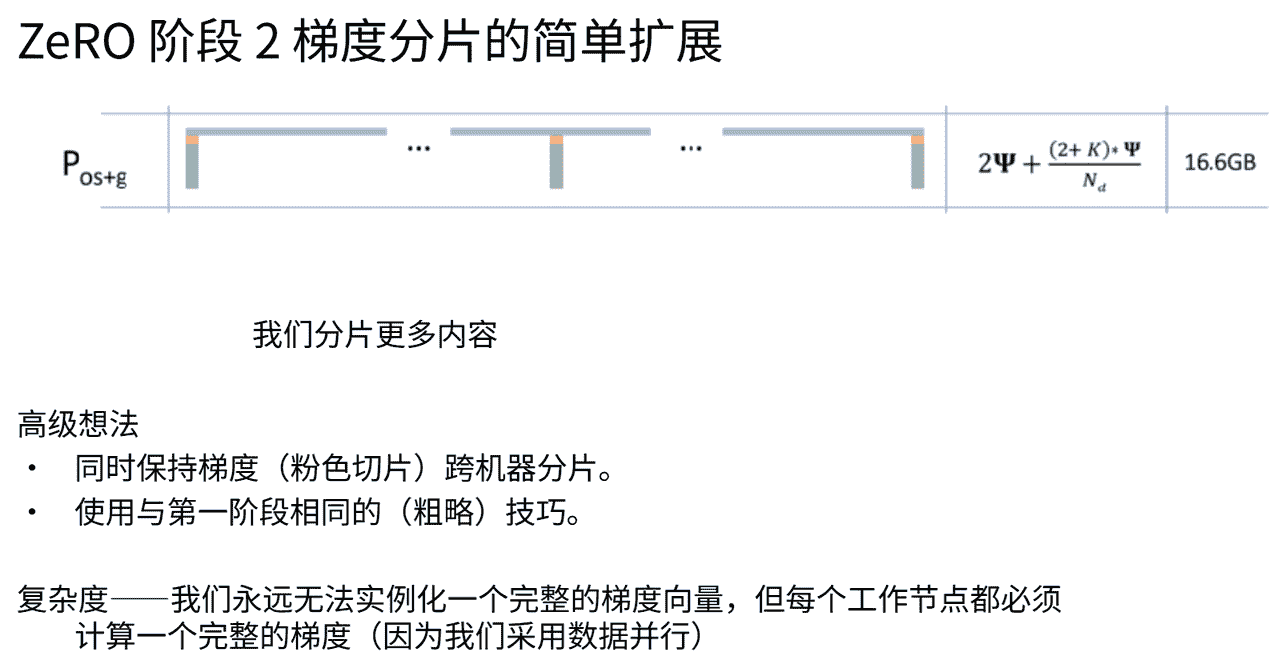 ZeRO 阶段 2 梯度分片的简单扩展
P_os+g ... ... 2Ψ + (2+ K)* Ψ / N_d 16.6GB
我们分片更多内容
高级想法
• 同时保持梯度（粉色切片）跨机器分片。
• 使用与第一阶段相同的（粗略）技巧。
复杂度——我们永远无法实例化一个完整的梯度向量，但每个工作节点都必须
计算一个完整的梯度（因为我们采用数据并行）